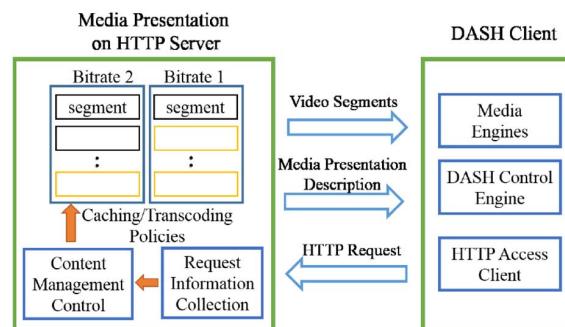 Media Presentation
on HTTP Server
DASH Client
Bitrate 2
Bitrate 1
segment
segment
:
:
Caching/Transcoding
Policies
Content
Management
Control
Request
Information
Collection
Video Segments
Media Presentation
Description
HTTP Request
Media
Engines
DASH Control
Engine
HTTP Access
Client